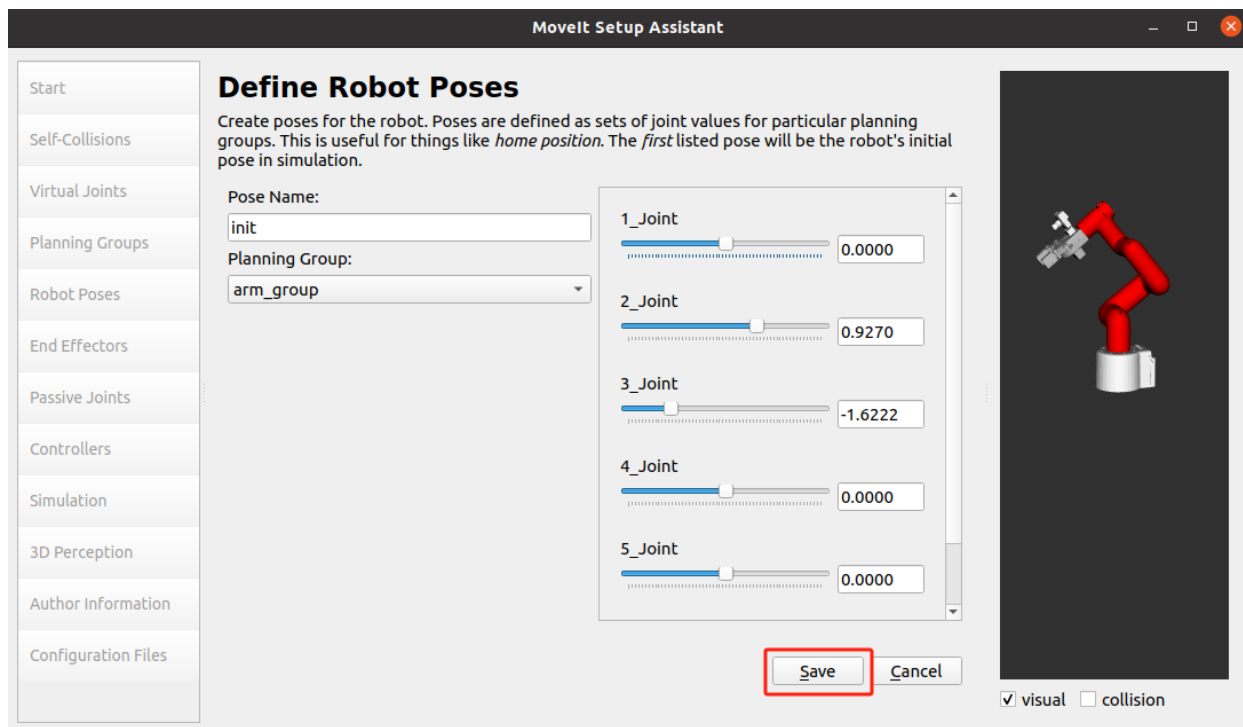 MoveIt Setup Assistant
Start
Self-Collisions
Virtual Joints
Planning Groups
Robot Poses
End Effectors
Passive Joints
Controllers
Simulation
3D Perception
Author Information
Configuration Files
Define Robot Poses
Create poses for the robot. Poses are defined as sets of joint values for particular planning
groups. This is useful for things like home position. The first listed pose will be the robot's initial
pose in simulation.
Pose Name:
init
Planning Group:
arm_group
1_Joint
0.0000
2_Joint
0.9270
3_Joint
-1.6222
4_Joint
0.0000
5_Joint
0.0000
Save
Cancel
visual
collision